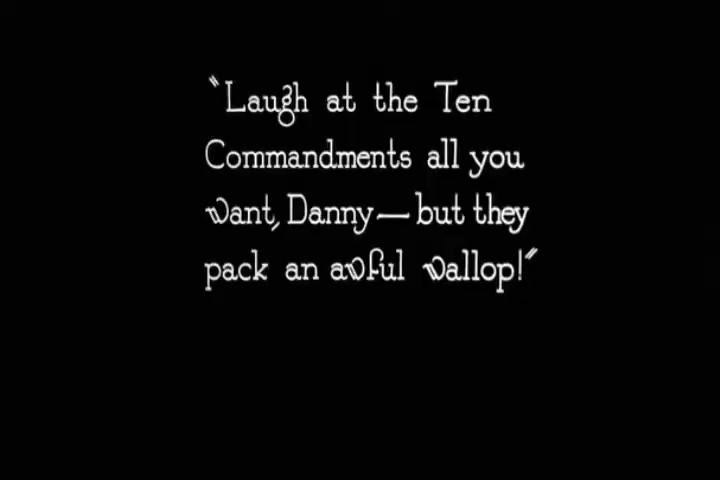 "Laugh at the Ten
Commandments all you
want, Danny—but they
pack an awful wallop!"